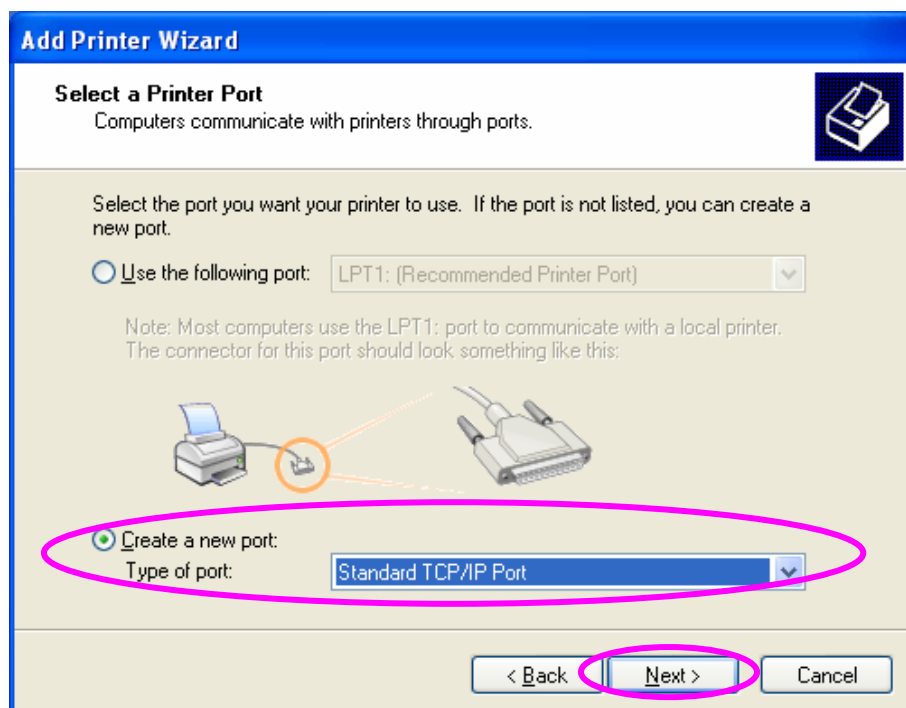 Add Printer Wizard
Select a Printer Port
Computers communicate with printers through ports.
Select the port you want your printer to use. If the port is not listed, you can create a
new port.
Use the following port: LPT1: (Recommended Printer Port)
Note: Most computers use the LPT1: port to communicate with a local printer.
The connector for this port should look something like this:
Create a new port:
Type of port: Standard TCP/IP Port
< Back Next > Cancel